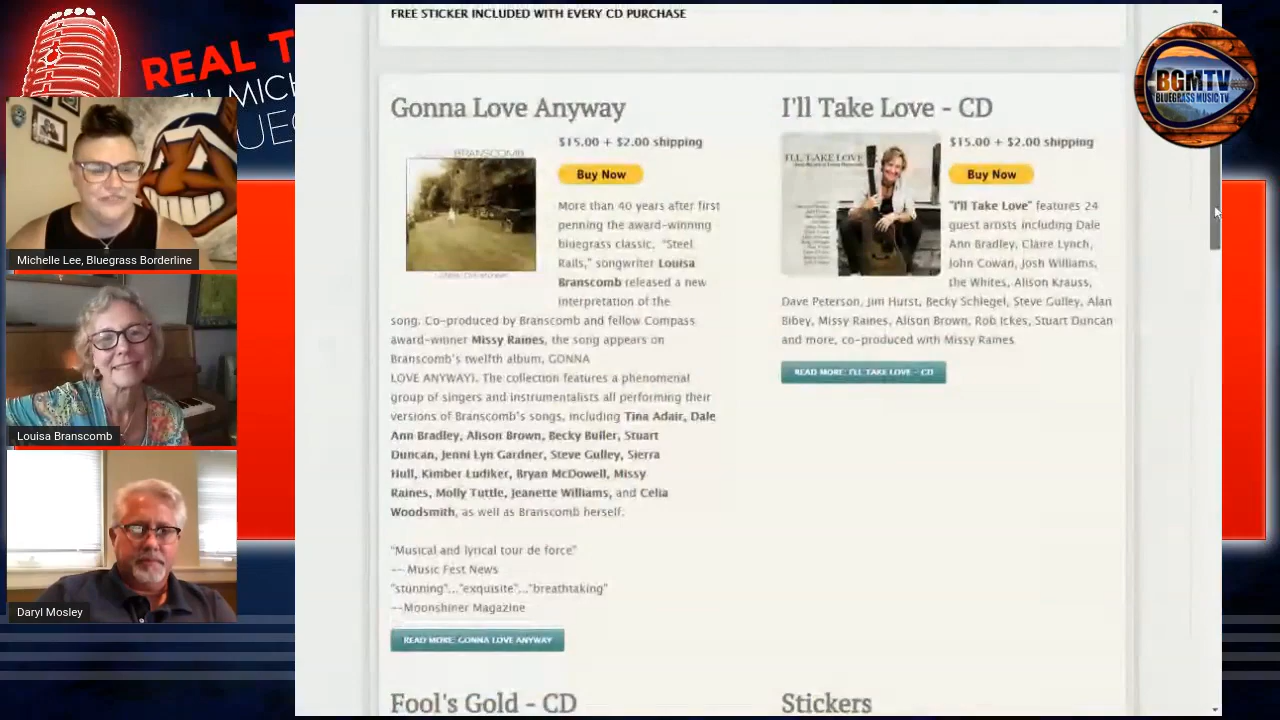 REAL T
TH MICH
UEG
BGMTV
BLUEGRASS MUSIC TV
Michelle Lee, Bluegrass Borderline
Louisa Branscomb
Daryl Mosley
FREE STICKER INCLUDED WITH EVERY CD PURCHASE
Gonna Love Anyway
BRANSCOMB
$15.00 + $2.00 shipping
Buy Now
More than 40 years after first
penning the award-winning
bluegrass classic, "Steel
Rails," songwriter Louisa
Branscomb released a new
interpretation of the
song. Co-produced by Branscomb and fellow Compass
award-winner Missy Raines, the song appears on
Branscomb's twelfth album, GONNA
LOVE ANYWAY). The collection features a phenomenal
group of singers and instrumentalists all performing their
versions of Branscomb's songs, including Tina Adair, Dale
Ann Bradley, Alison Brown, Becky Buller, Stuart
Duncan, Jenni Lyn Gardner, Steve Gulley, Sierra
Hull, Kimber Ludiker, Bryan McDowell, Missy
Raines, Molly Tuttle, Jeanette Williams, and Celia
Woodsmith, as well as Branscomb herself.
"Musical and lyrical tour de force"
-- Music Fest News
"stunning"..."exquisite"..."breathtaking"
--Moonshiner Magazine
READ MORE: GONNA LOVE ANYWAY
I'll Take Love - CD
I'LL TAKE LOVE
$15.00 + $2.00 shipping
Buy Now
"I'll Take Love" features 24
guest artists including Dale
Ann Bradley, Claire Lynch,
John Cowan, Josh Williams,
the Whites, Alison Krauss,
Dave Peterson, Jim Hurst, Becky Schlegel, Steve Gulley, Alan
Bibey, Missy Raines, Alison Brown, Rob Ickes, Stuart Duncan
and more, co-produced with Missy Raines
READ MORE: I'LL TAKE LOVE - CD
Fool's Gold - CD
Stickers